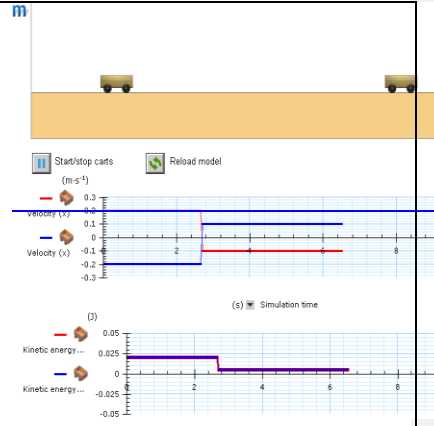 m
Start/stop carts Reload model
(m-s⁻¹)
Velocity (x)
Velocity (x)
0.3
0.2
0.1
0
-0.1
-0.2
-0.3
2 4 6 8
(s) Simulation time
(J)
Kinetic energy...
Kinetic energy...
0.05
0.025
0
-0.025
-0.05
0 2 4 6 8